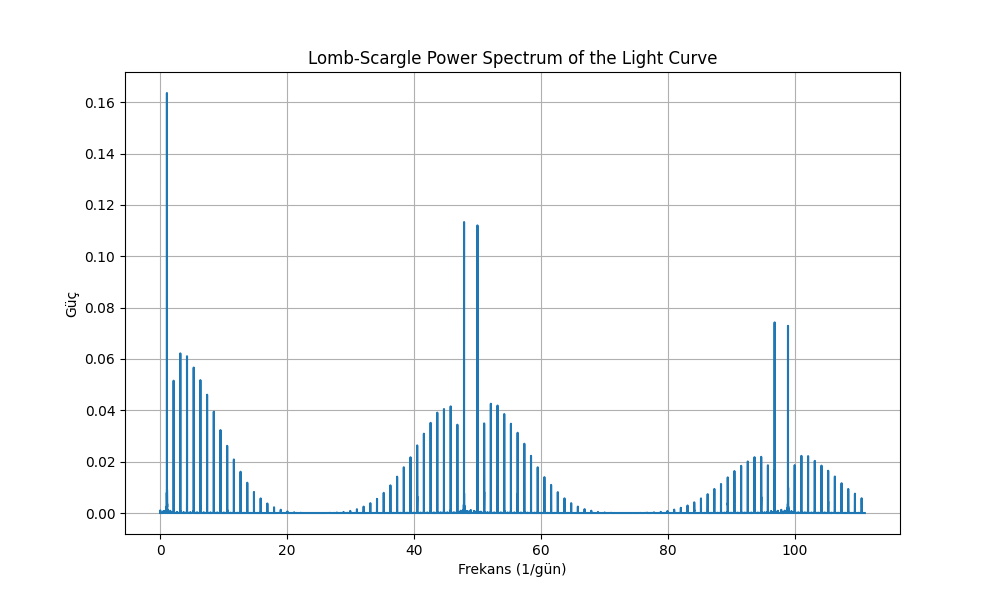 Lomb-Scargle Power Spectrum of the Light Curve
0.16
0.14
0.12
0.10
0.08
0.06
0.04
0.02
0.00
Güç
0 20 40 60 80 100
Frekans (1/gün)